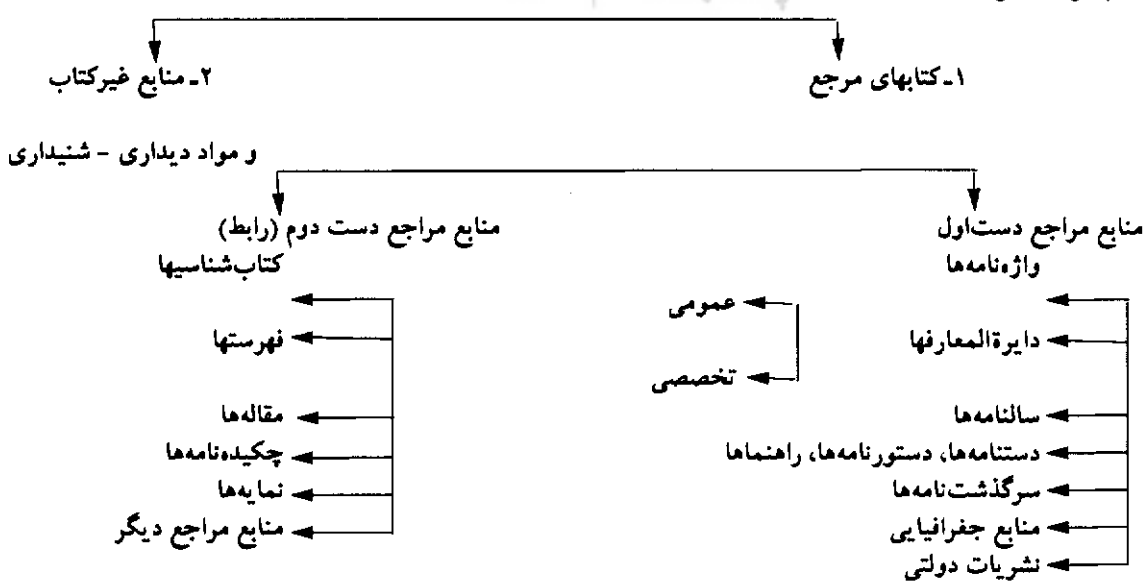 ۱ـ کتابهای مرجع
۲ـ منابع غیرکتاب
و مواد دیداری - شنیداری
منابع مراجع دست‌اول
واژه‌نامه‌ها
دایرةالمعارفها
عمومی
تخصصی
سالنامه‌ها
دستنامه‌ها، دستورنامه‌ها، راهنماها
سرگذشت‌نامه‌ها
منابع جغرافیایی
نشریات دولتی
منابع مراجع دست دوم (رابط)
کتاب‌شناسیها
فهرستها
مقاله‌ها
چکیده‌نامه‌ها
نمایه‌ها
منابع مراجع دیگر